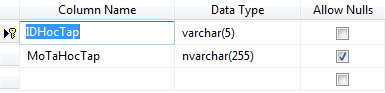 Column Name Data Type Allow Nulls
IDHocTap varchar(5)
MoTaHocTap nvarchar(255)